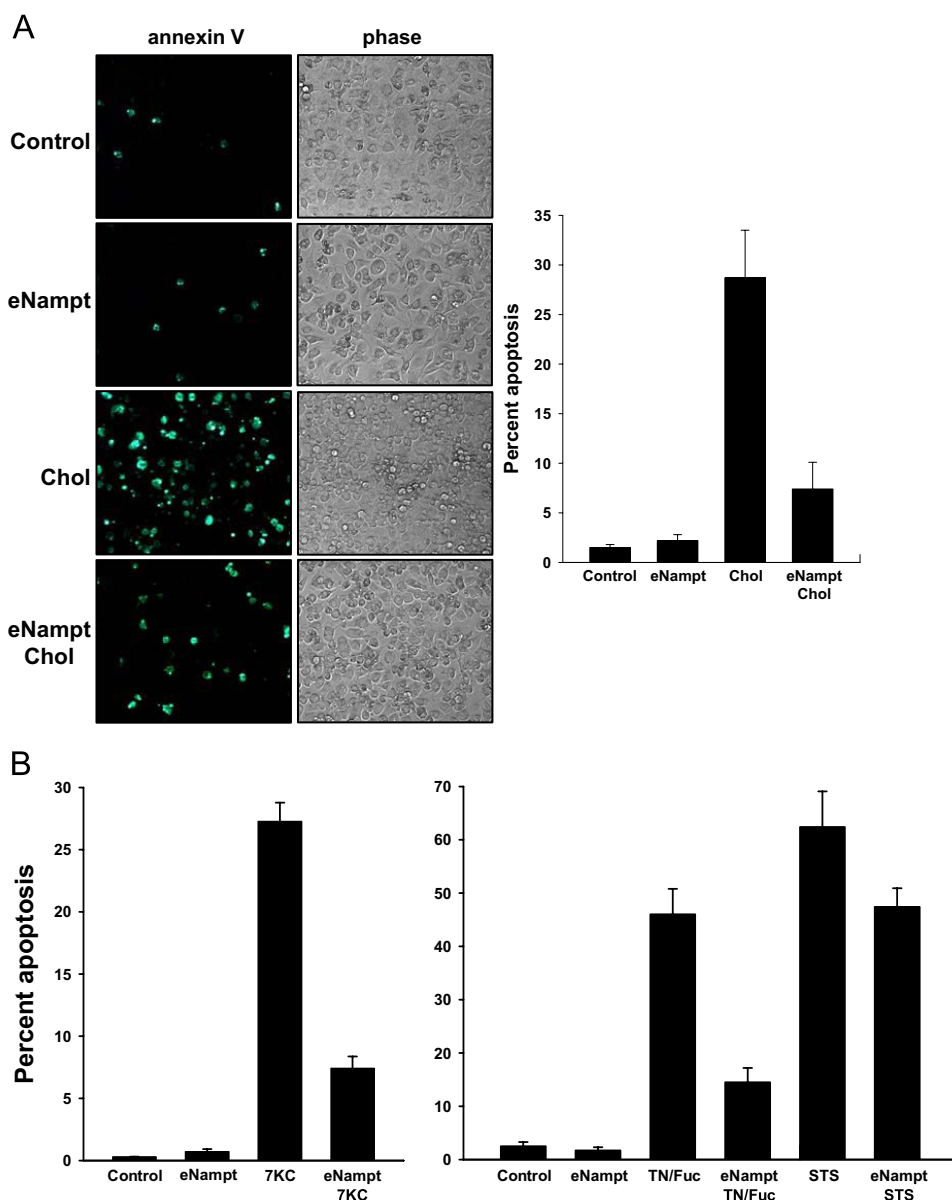 A
annexin V
phase
Control
eNampt
Chol
eNampt
Chol
Percent apoptosis
35
30
25
20
15
10
5
0
Control
eNampt
Chol
eNampt
Chol
B
Percent apoptosis
30
25
20
15
10
5
0
Control
eNampt
7KC
eNampt
7KC
70
60
50
40
30
20
10
0
Control
eNampt
TN/Fuc
eNampt
TN/Fuc
STS
eNampt
STS